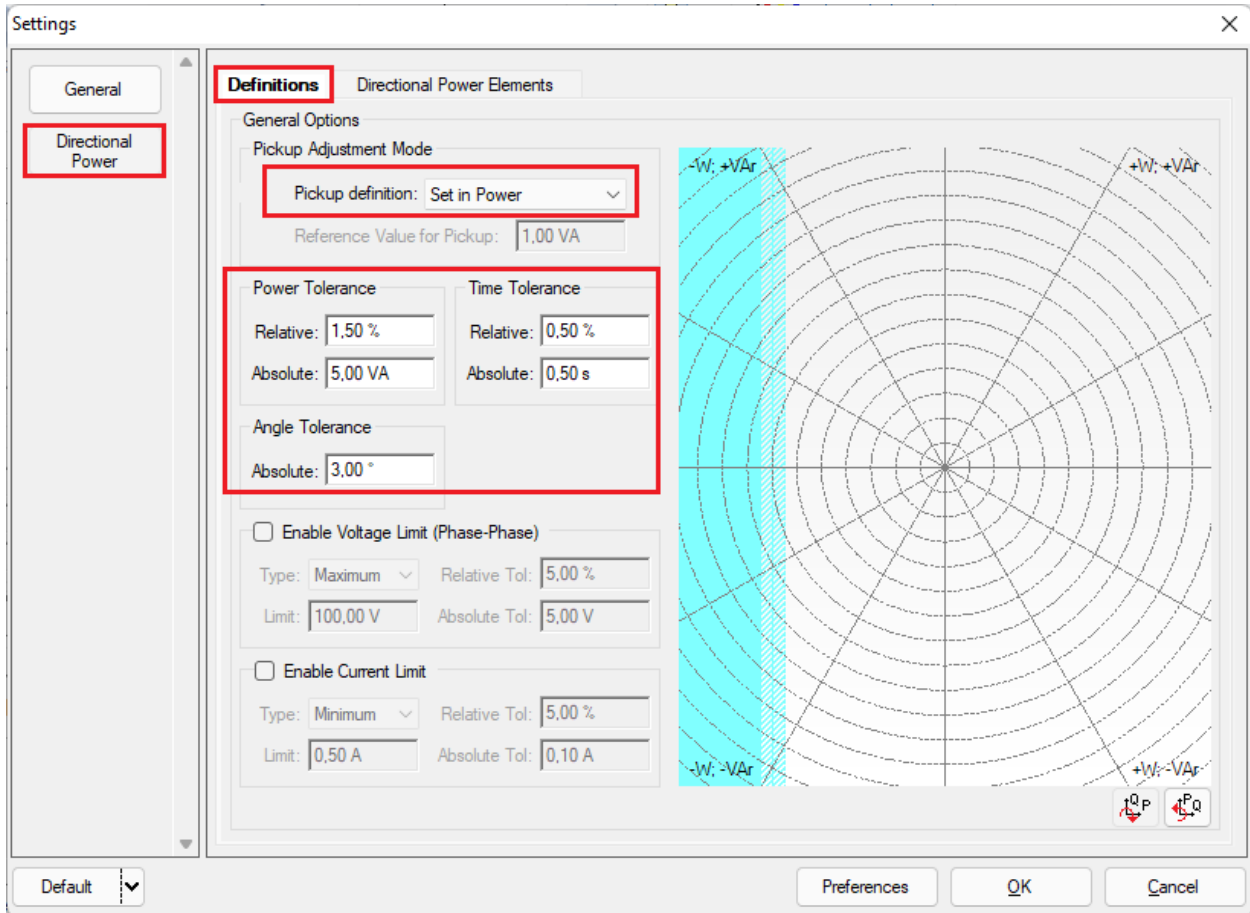 Settings
General
Directional
Power
Definitions
Directional Power Elements
General Options
Pickup Adjustment Mode
Pickup definition: Set in Power
Reference Value for Pickup: 1,00 VA
Power Tolerance
Relative: 1,50 %
Absolute: 5,00 VA
Time Tolerance
Relative: 0,50 %
Absolute: 0,50 s
Angle Tolerance
Absolute: 3,00 °
Enable Voltage Limit (Phase-Phase)
Type: Maximum Relative Tol: 5,00 %
Limit: 100,00 V Absolute Tol: 5,00 V
Enable Current Limit
Type: Minimum Relative Tol: 5,00 %
Limit: 0,50 A Absolute Tol: 0,10 A
-W; +VAr
+W; +VAr
-W; -VAr
+W; -VAr
Q P
P Q
Default
Preferences
OK
Cancel